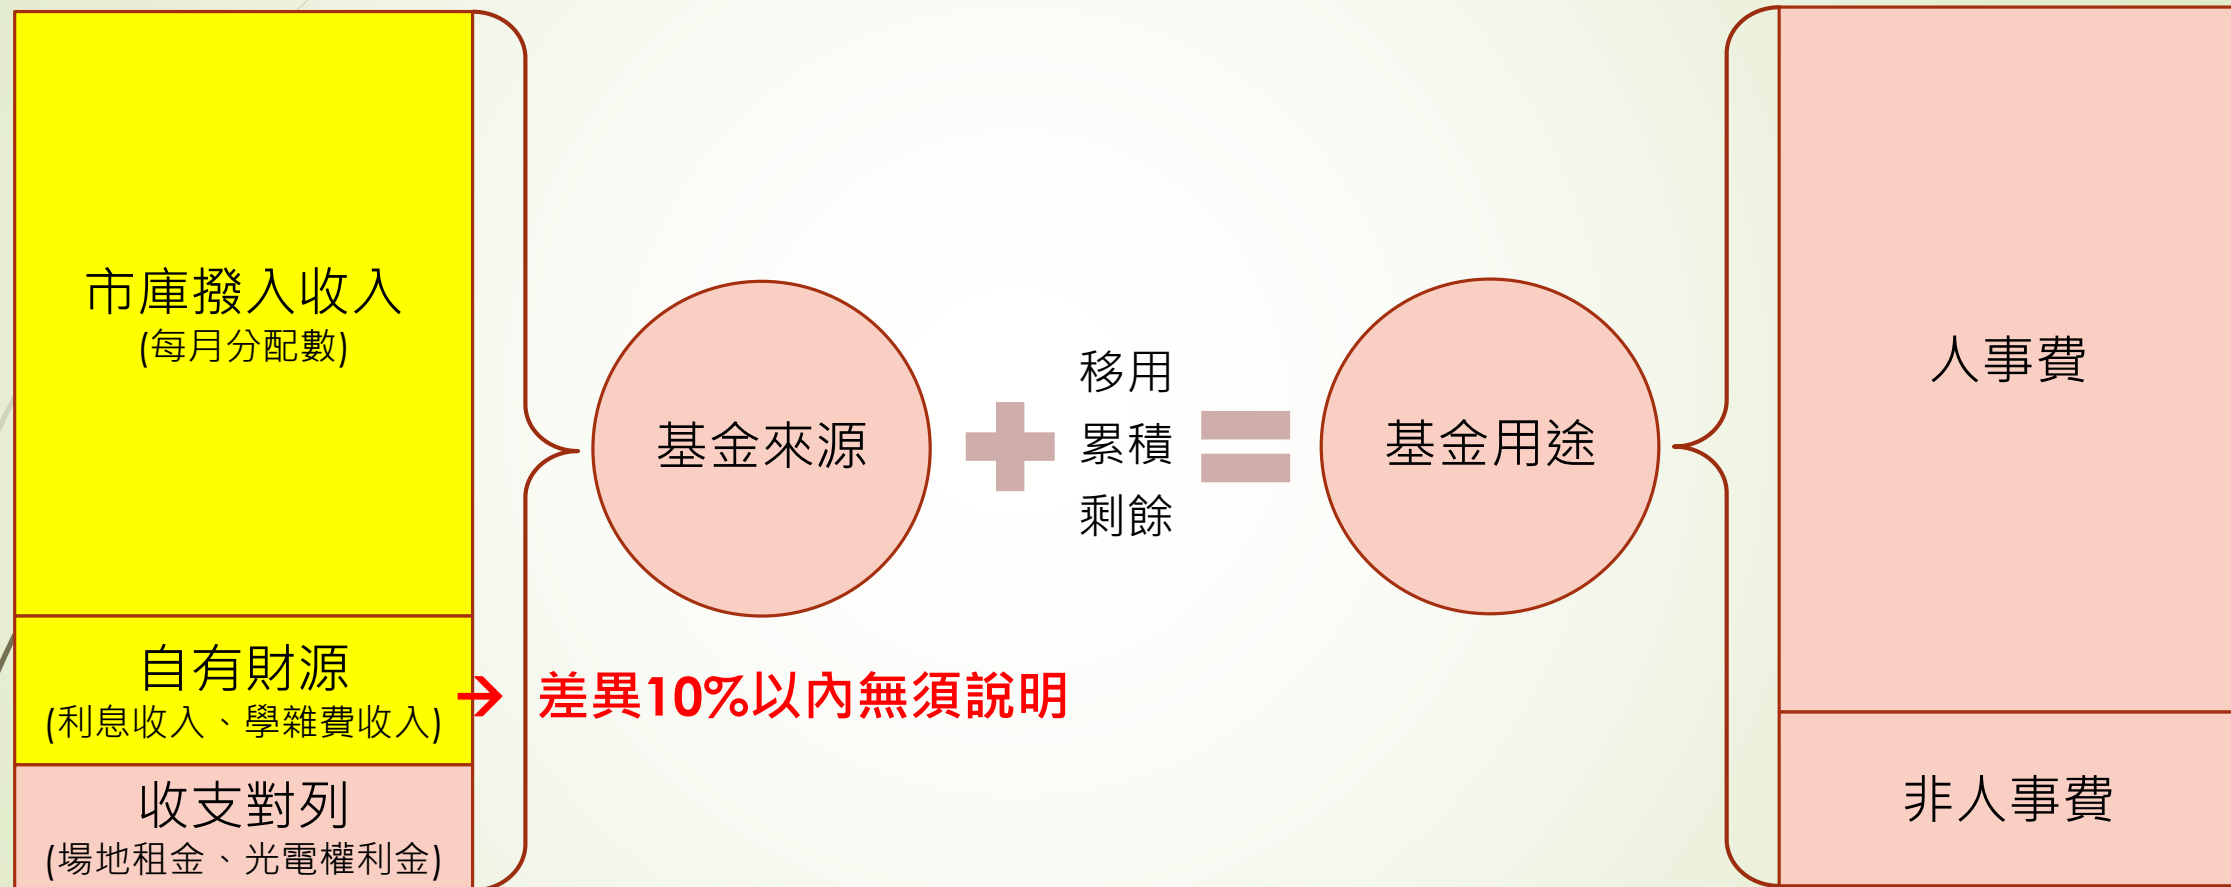 市庫撥入收入
(每月分配數)
自有財源
(利息收入、學雜費收入)
收支對列
(場地租金、光電權利金)
→ 差異10%以內無須說明
基金來源
移用
累積
剩餘
基金用途
人事費
非人事費